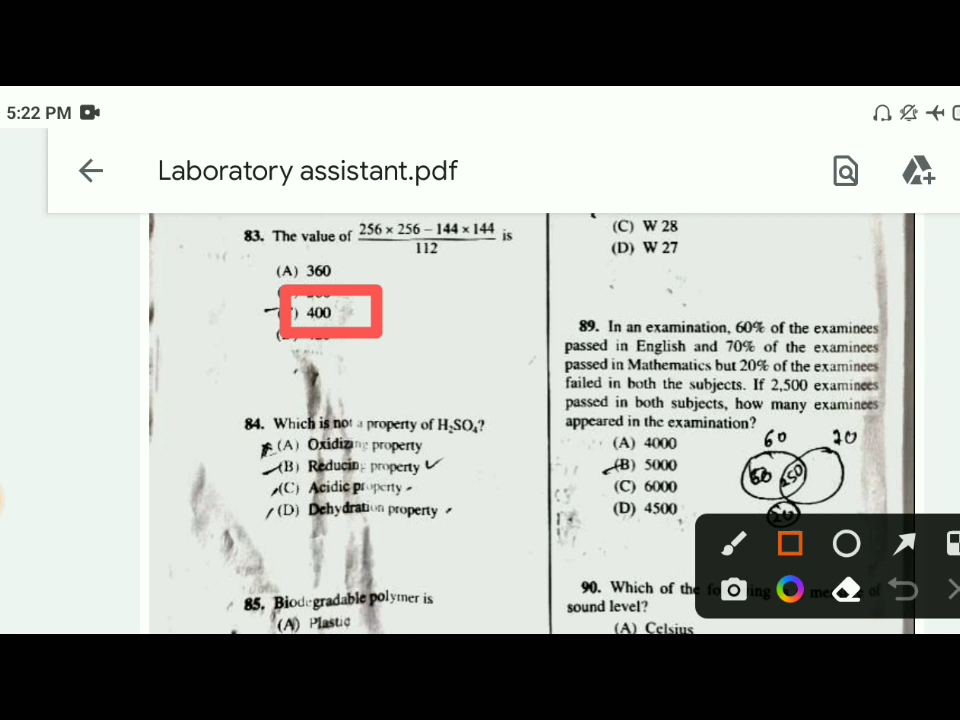 5:22 PM
Laboratory assistant.pdf
83. The value of 256 × 256 – 144 × 144 / 112 is
(A) 360
400
84. Which is not a property of H₂SO₄?
(A) Oxidizing property
(B) Reducing property
(C) Acidic property
(D) Dehydration property
85. Biodegradable polymer is
(A) Plastic
(C) W 28
(D) W 27
89. In an examination, 60% of the examinees
passed in English and 70% of the examinees
passed in Mathematics but 20% of the examinees
failed in both the subjects. If 2,500 examinees
passed in both subjects, how many examinees
appeared in the examination?
(A) 4000
(B) 5000
(C) 6000
(D) 4500
60
250
90. Which of the
sound level?
(A) Celsius